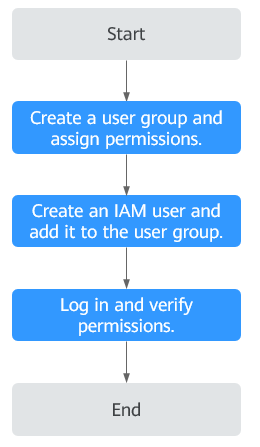 Start
Create a user group and
assign permissions.
Create an IAM user and
add it to the user group.
Log in and verify
permissions.
End